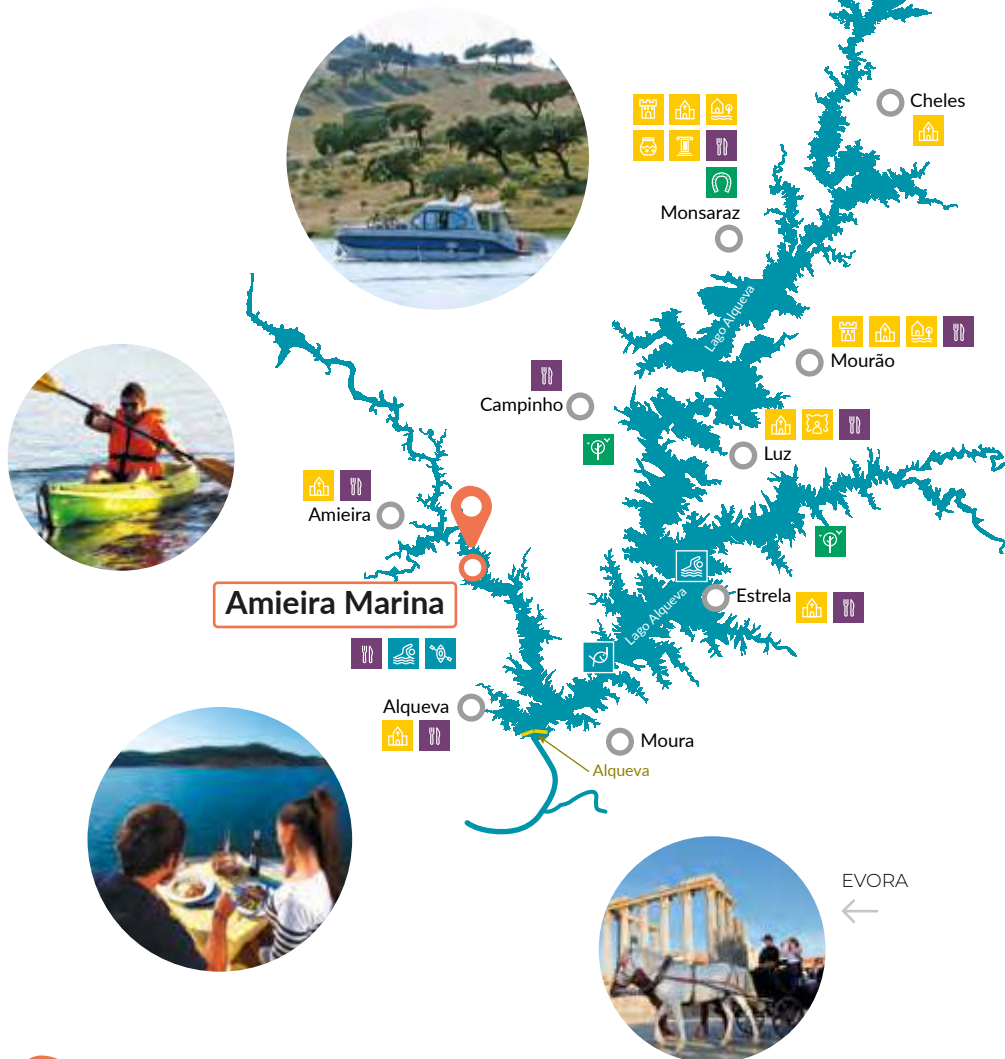 Cheles
Monsaraz
Lago Alqueva
Mourão
Campinho
Luz
Amieira
Amieira Marina
Estrela
Lago Alqueva
Alqueva
Moura
Alqueva
EVORA